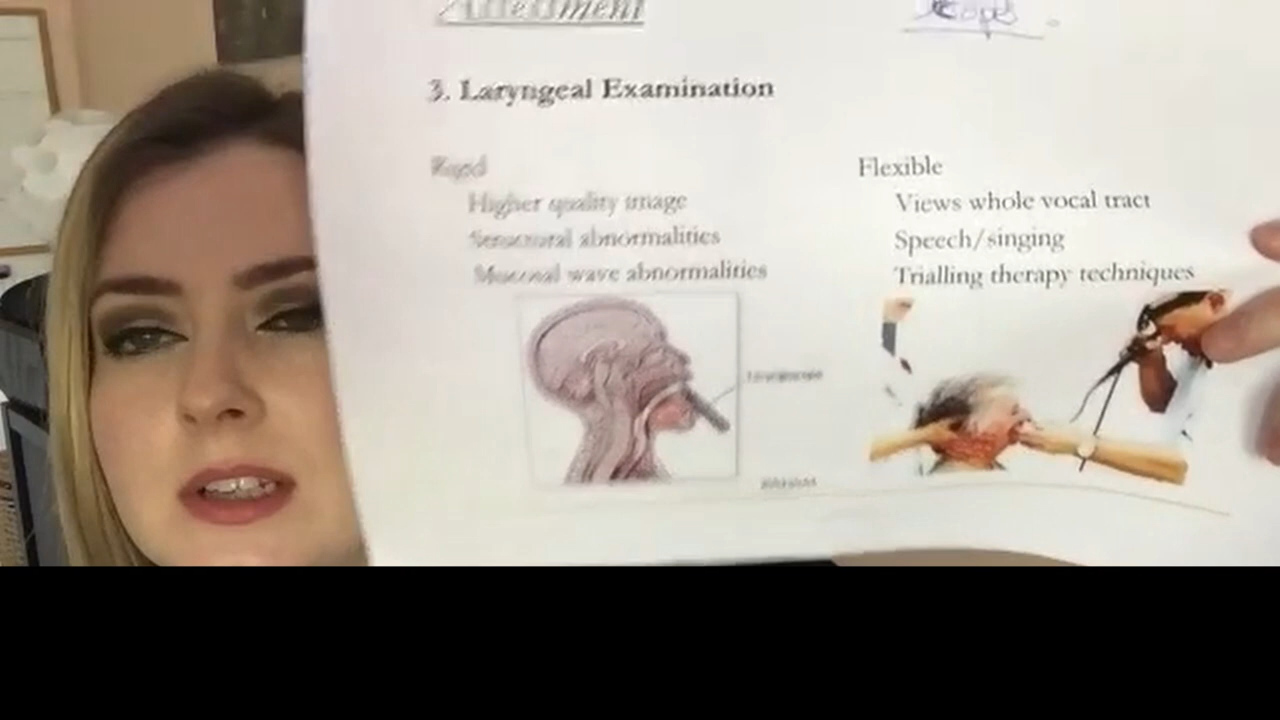 3. Laryngeal Examination
Rigid
Higher quality image
Structural abnormalities
Mucosal wave abnormalities
Flexible
Views whole vocal tract
Speech/singing
Trialling therapy techniques